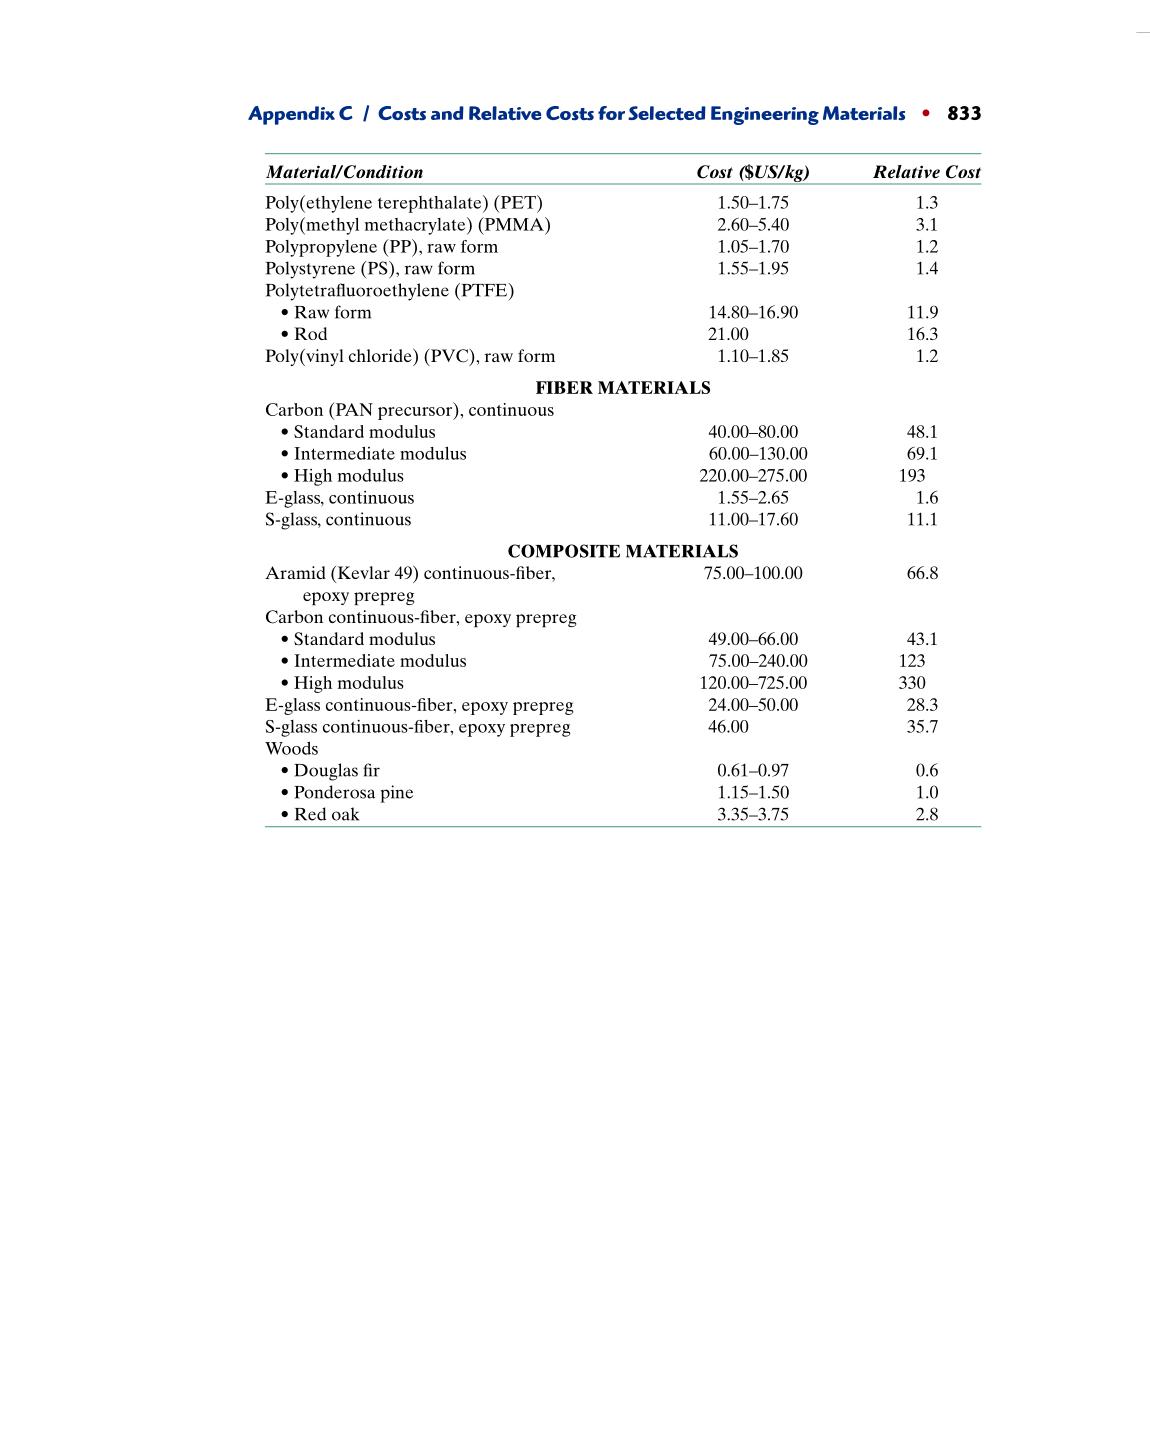 Appendix C / Costs and Relative Costs for Selected Engineering Materials • 833
Material/Condition Cost ($US/kg) Relative Cost
Poly(ethylene terephthalate) (PET) 1.50–1.75 1.3
Poly(methyl methacrylate) (PMMA) 2.60–5.40 3.1
Polypropylene (PP), raw form 1.05–1.70 1.2
Polystyrene (PS), raw form 1.55–1.95 1.4
Polytetrafluoroethylene (PTFE)
• Raw form 14.80–16.90 11.9
• Rod 21.00 16.3
Poly(vinyl chloride) (PVC), raw form 1.10–1.85 1.2
FIBER MATERIALS
Carbon (PAN precursor), continuous
• Standard modulus 40.00–80.00 48.1
• Intermediate modulus 60.00–130.00 69.1
• High modulus 220.00–275.00 193
E-glass, continuous 1.55–2.65 1.6
S-glass, continuous 11.00–17.60 11.1
COMPOSITE MATERIALS
Aramid (Kevlar 49) continuous-fiber, 75.00–100.00 66.8
epoxy prepreg
Carbon continuous-fiber, epoxy prepreg
• Standard modulus 49.00–66.00 43.1
• Intermediate modulus 75.00–240.00 123
• High modulus 120.00–725.00 330
E-glass continuous-fiber, epoxy prepreg 24.00–50.00 28.3
S-glass continuous-fiber, epoxy prepreg 46.00 35.7
Woods
• Douglas fir 0.61–0.97 0.6
• Ponderosa pine 1.15–1.50 1.0
• Red oak 3.35–3.75 2.8